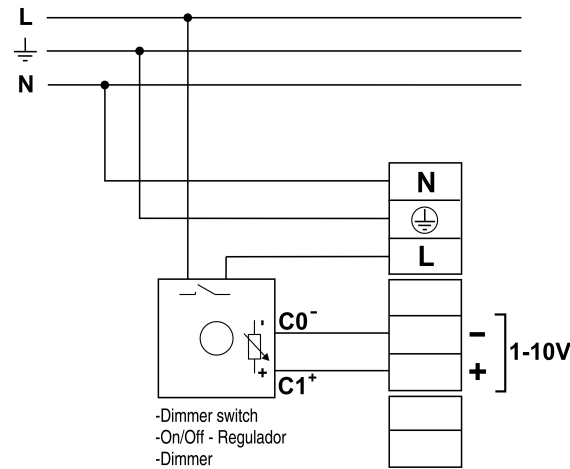 L
N
N
L
C0-
-
1-10V
+
C1+
-
+
-Dimmer switch
-On/Off - Regulador
-Dimmer